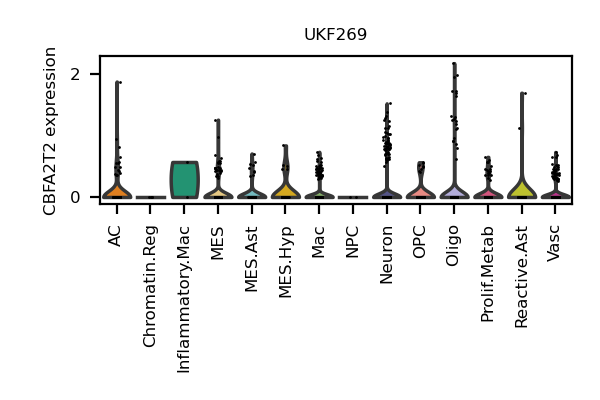 UKF269
CBFA2T2 expression
2
0
AC
Chromatin.Reg
Inflammatory.Mac
MES
MES.Ast
MES.Hyp
Mac
NPC
Neuron
OPC
Oligo
Prolif.Metab
Reactive.Ast
Vasc